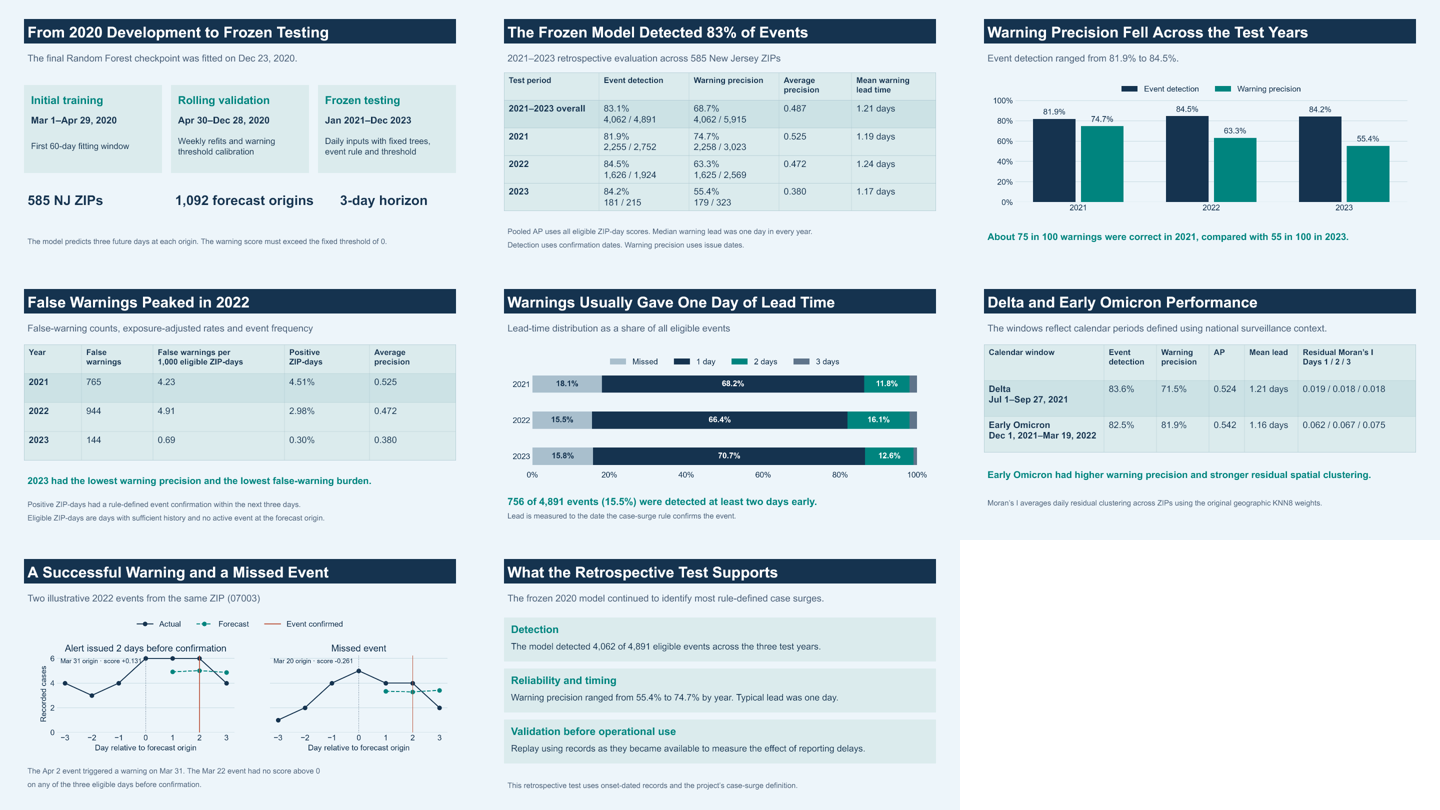 From 2020 Development to Frozen Testing
The final Random Forest checkpoint was fitted on Dec 23, 2020.
Initial training
Mar 1–Apr 29, 2020
First 60-day fitting window
Rolling validation
Apr 30–Dec 28, 2020
Weekly refits and warning
threshold calibration
Frozen testing
Jan 2021–Dec 2023
Daily inputs with fixed trees,
event rule and threshold
585 NJ ZIPs
1,092 forecast origins
3-day horizon
The model predicts three future days at each origin. The warning score must exceed the fixed threshold of 0.
The Frozen Model Detected 83% of Events
2021–2023 retrospective evaluation across 585 New Jersey ZIPs
Test period Event detection Warning precision Average precision Mean warning lead time
2021–2023 overall 83.1% 68.7% 0.487 1.21 days
4,062 / 4,891 4,062 / 5,915
2021 81.9% 74.7% 0.525 1.19 days
2,255 / 2,752 2,258 / 3,023
2022 84.5% 63.3% 0.472 1.24 days
1,626 / 1,924 1,625 / 2,569
2023 84.2% 55.4% 0.380 1.17 days
181 / 215 179 / 323
Pooled AP uses all eligible ZIP-day scores. Median warning lead was one day in every year.
Detection uses confirmation dates. Warning precision uses issue dates.
Warning Precision Fell Across the Test Years
Event detection ranged from 81.9% to 84.5%.
Event detection Warning precision
100%
80%
60%
40%
20%
0%
81.9% 74.7% 84.5% 63.3% 84.2% 55.4%
2021 2022 2023
About 75 in 100 warnings were correct in 2021, compared with 55 in 100 in 2023.
False Warnings Peaked in 2022
False-warning counts, exposure-adjusted rates and event frequency
Year False warnings False warnings per 1,000 eligible ZIP-days Positive ZIP-days Average precision
2021 765 4.23 4.51% 0.525
2022 944 4.91 2.98% 0.472
2023 144 0.69 0.30% 0.380
2023 had the lowest warning precision and the lowest false-warning burden.
Positive ZIP-days had a rule-defined event confirmation within the next three days.
Eligible ZIP-days are days with sufficient history and no active event at the forecast origin.
Warnings Usually Gave One Day of Lead Time
Lead-time distribution as a share of all eligible events
Missed 1 day 2 days 3 days
2021 18.1% 68.2% 11.8%
2022 15.5% 66.4% 16.1%
2023 15.8% 70.7% 12.6%
0% 20% 40% 60% 80% 100%
756 of 4,891 events (15.5%) were detected at least two days early.
Lead is measured to the date the case-surge rule confirms the event.
Delta and Early Omicron Performance
The windows reflect calendar periods defined using national surveillance context.
Calendar window Event detection Warning precision AP Mean lead Residual Moran's I Days 1 / 2 / 3
Delta 83.6% 71.5% 0.524 1.21 days 0.019 / 0.018 / 0.018
Jul 1–Sep 27, 2021
Early Omicron 82.5% 81.9% 0.542 1.16 days 0.062 / 0.067 / 0.075
Dec 1, 2021–Mar 19, 2022
Early Omicron had higher warning precision and stronger residual spatial clustering.
Moran's I averages daily residual clustering across ZIPs using the original geographic KNN8 weights.
A Successful Warning and a Missed Event
Two illustrative 2022 events from the same ZIP (07003)
Actual Forecast Event confirmed
Alert issued 2 days before confirmation
Mar 31 origin · score +0.131
Recorded cases
6
4
2
0
−3 −2 −1 0 1 2 3
Day relative to forecast origin
Missed event
Mar 20 origin · score -0.261
−3 −2 −1 0 1 2 3
Day relative to forecast origin
The Apr 2 event triggered a warning on Mar 31. The Mar 22 event had no score above 0
on any of the three eligible days before confirmation.
What the Retrospective Test Supports
The frozen 2020 model continued to identify most rule-defined case surges.
Detection
The model detected 4,062 of 4,891 eligible events across the three test years.
Reliability and timing
Warning precision ranged from 55.4% to 74.7% by year. Typical lead was one day.
Validation before operational use
Replay using records as they became available to measure the effect of reporting delays.
This retrospective test uses onset-dated records and the project's case-surge definition.